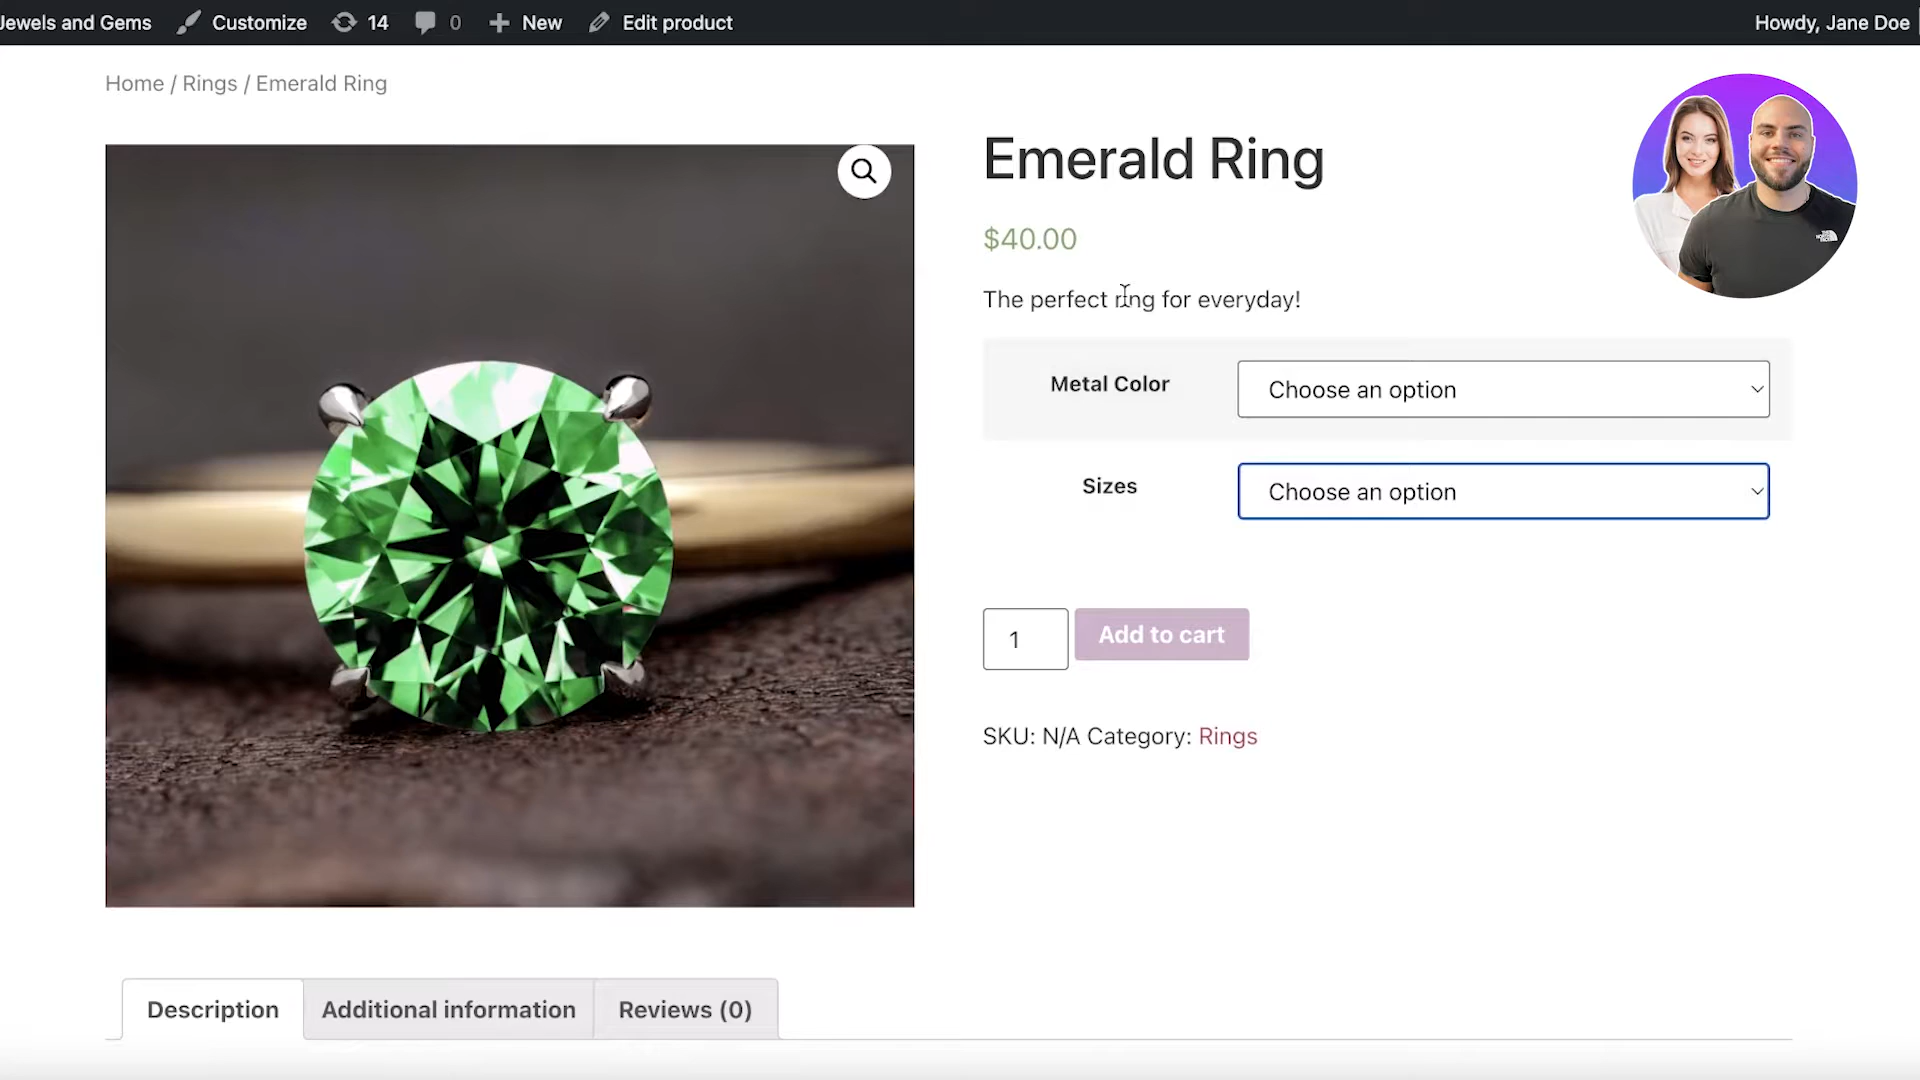 Jewels and Gems Customize 14 0 New Edit product Howdy, Jane Doe
Home / Rings / Emerald Ring
Emerald Ring
$40.00
The perfect ring for everyday!
Metal Color Choose an option
Sizes Choose an option
1 Add to cart
SKU: N/A Category: Rings
Description Additional information Reviews (0)